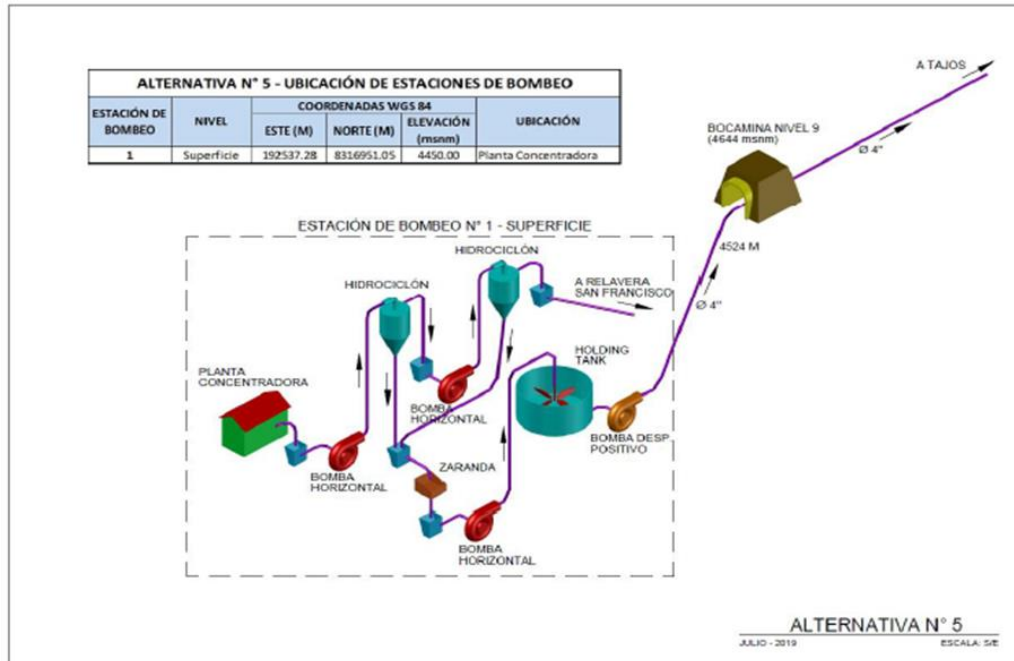 ALTERNATIVA N° 5 - UBICACIÓN DE ESTACIONES DE BOMBEO
ESTACIÓN DE BOMBEO
NIVEL
COORDENADAS WGS 84
ESTE (M)
NORTE (M)
ELEVACIÓN (msnm)
UBICACIÓN
1
Superficie
192537.28
8316951.05
4450.00
Planta Concentradora
A TAJOS
BOCAMINA NIVEL 9
(4644 msnm)
Ø 4"
4524 M
Ø 4"
ESTACIÓN DE BOMBEO N° 1 - SUPERFICIE
HIDROCICLÓN
HIDROCICLÓN
A RELAVERA
SAN FRANCISCO
PLANTA
CONCENTRADORA
HOLDING
TANK
BOMBA
HORIZONTAL
BOMBA DESP.
POSITIVO
BOMBA
HORIZONTAL
ZARANDA
BOMBA
HORIZONTAL
ALTERNATIVA N° 5
JULIO - 2019
ESCALA: S/E